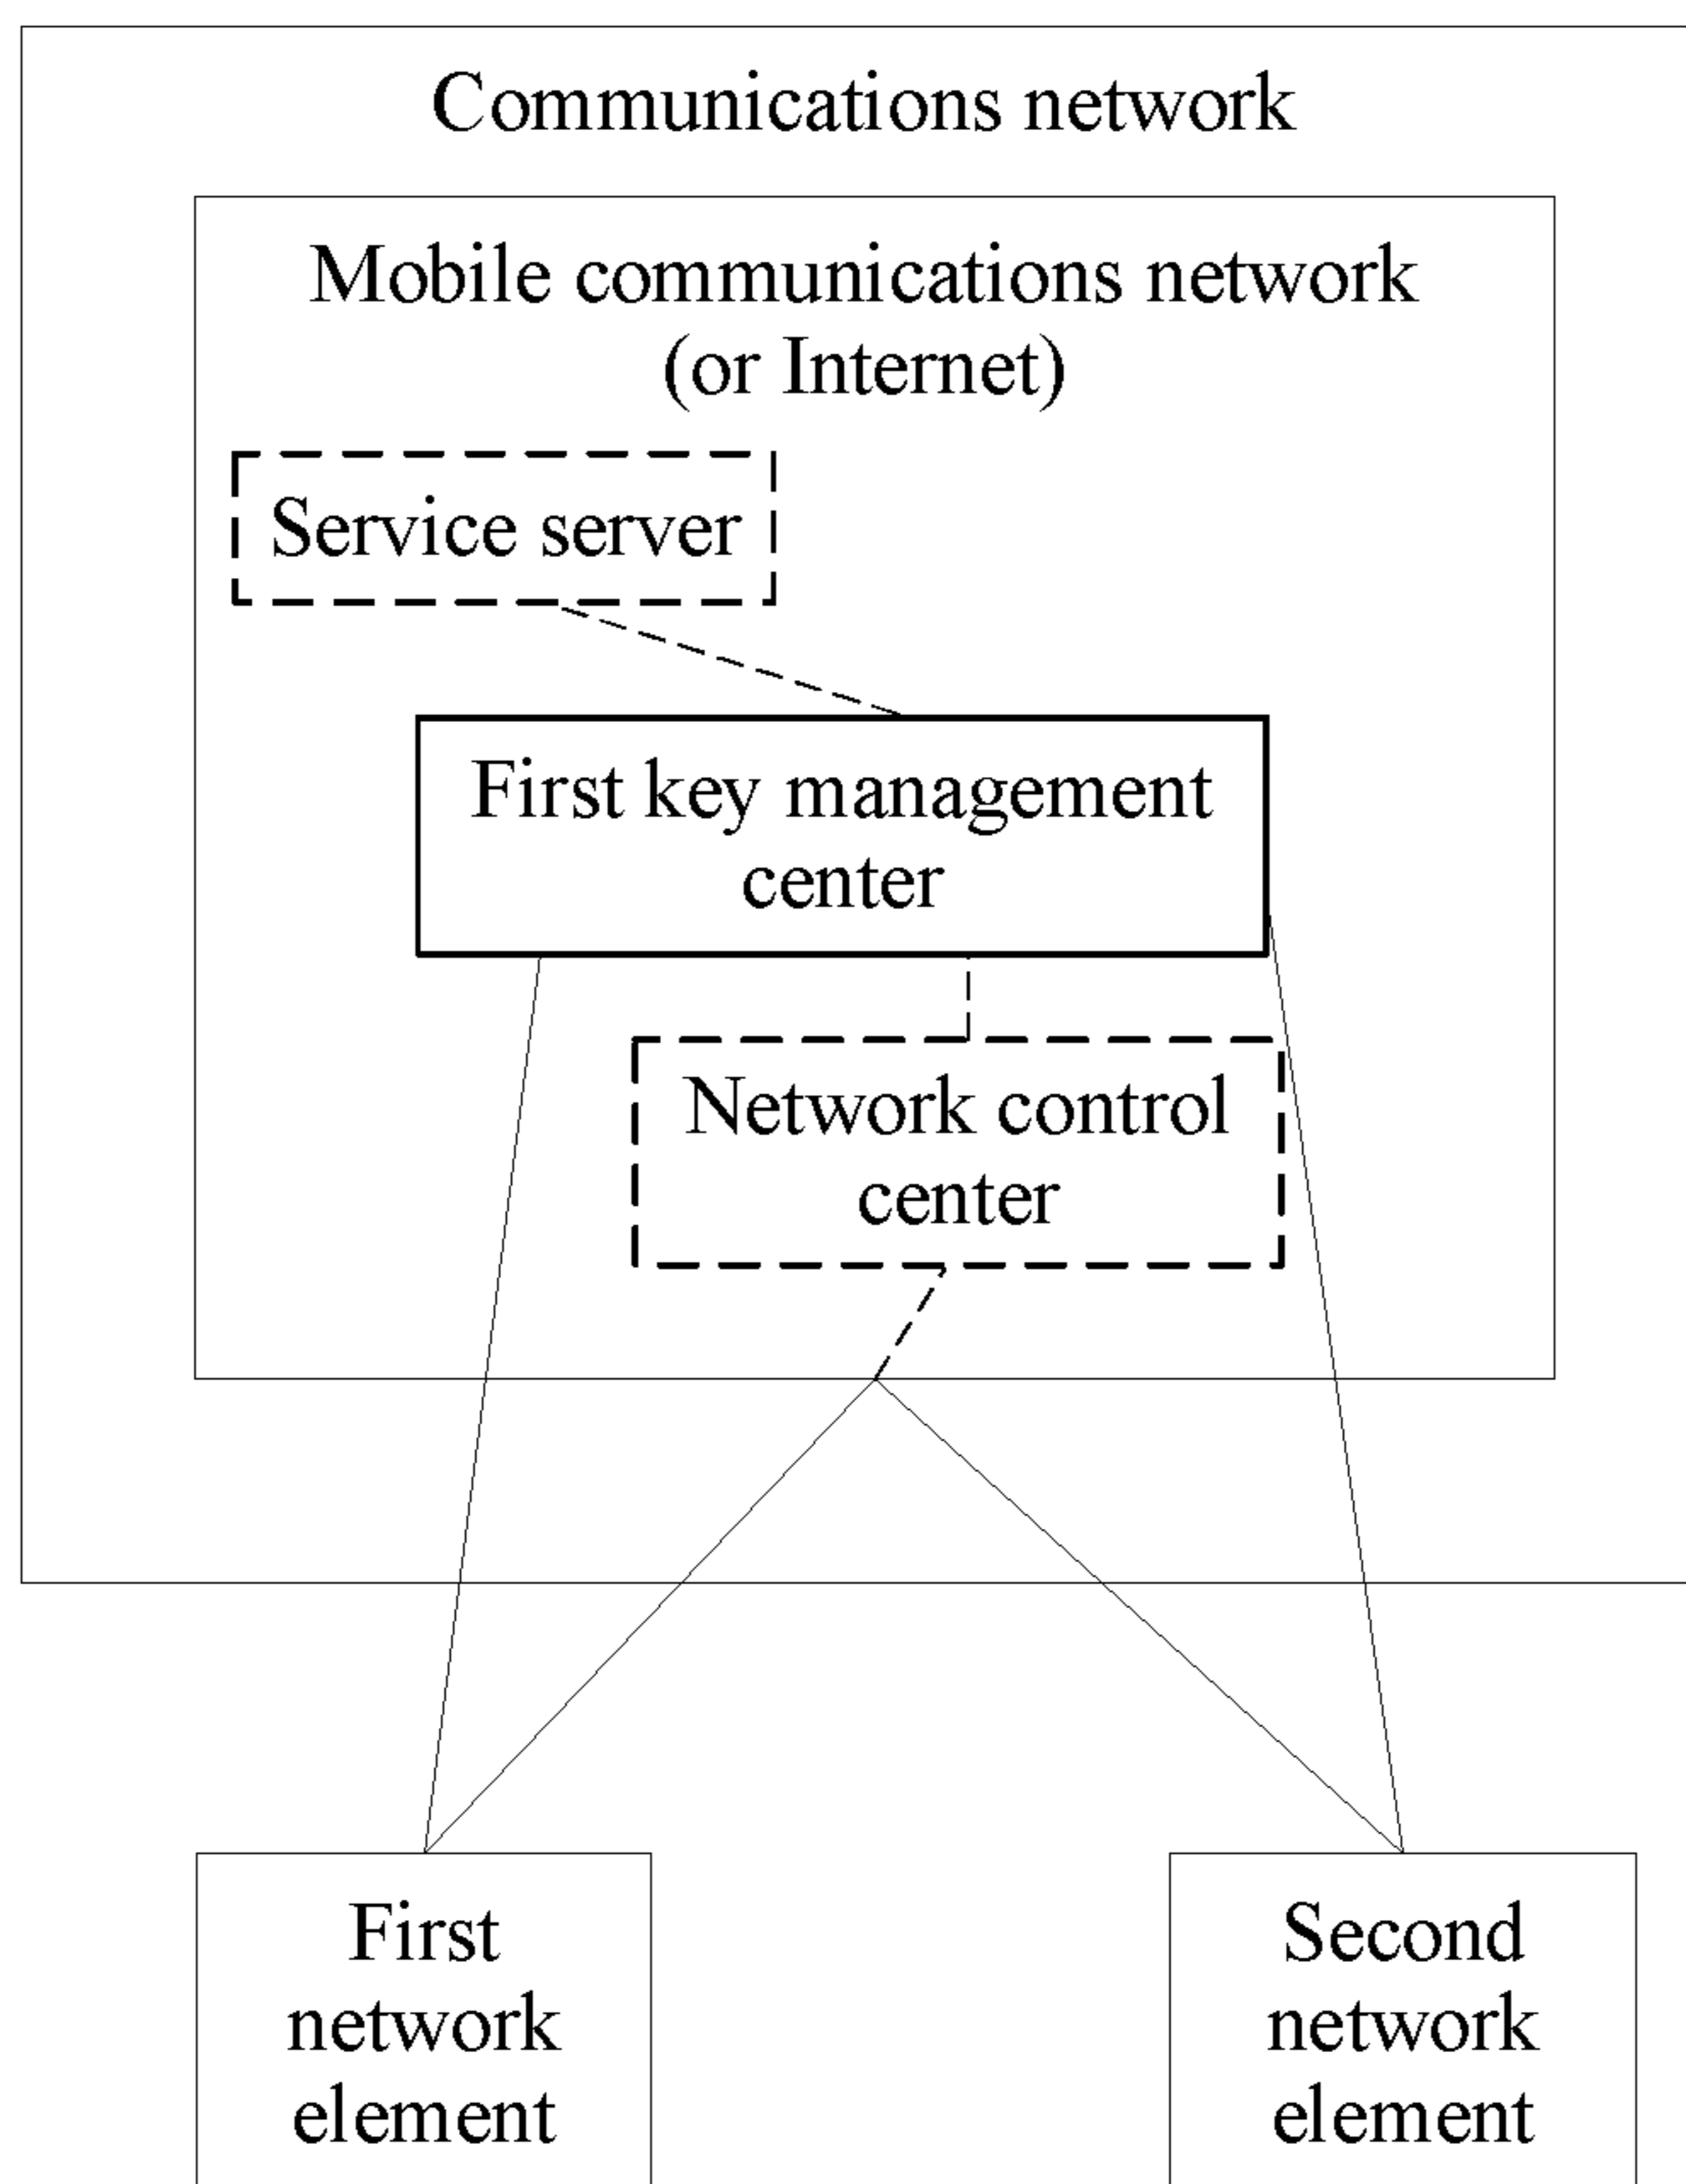 Communications network
Mobile communications network
(or Internet)
Service server
First key management
center
Network control
center
First
network
element
Second
network
element